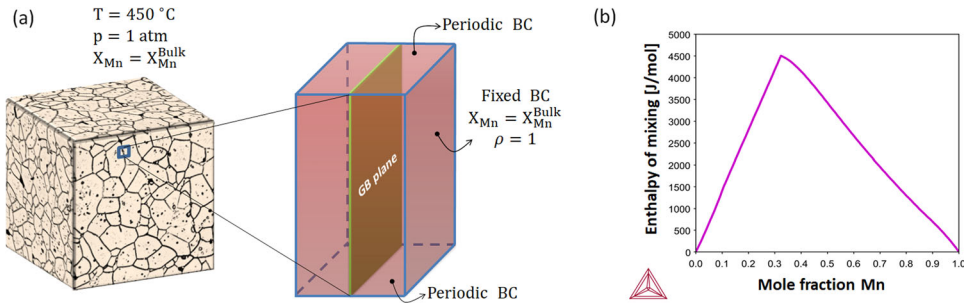 (a)
T = 450 °C
p = 1 atm
X_Mn = X_Mn^Bulk
Periodic BC
Fixed BC
X_Mn = X_Mn^Bulk
ρ = 1
GB plane
Periodic BC
(b)
Enthalpy of mixing [J/mol]
5000
4500
4000
3500
3000
2500
2000
1500
1000
500
0
0.0 0.1 0.2 0.3 0.4 0.5 0.6 0.7 0.8 0.9 1.0
Mole fraction Mn